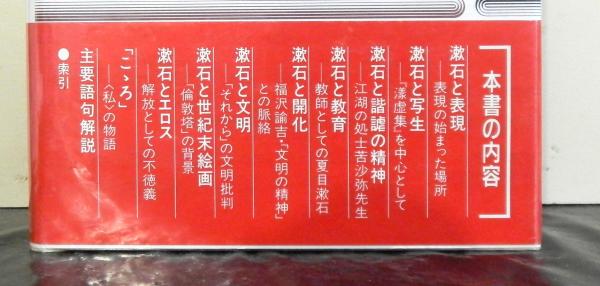 本書の内容
漱石と表現
──表現の始まった場所
漱石と写生
──『漾虚集』を中心として
漱石と諧謔の精神
──江湖の処士苦沙弥先生
漱石と教育
──教師としての夏目漱石
漱石と開化
──福沢諭吉・「文明の精神」
との脈絡
漱石と文明
──『それから』の文明批判
漱石と世紀末絵画
──「倫敦塔」の背景
漱石とエロス
──解放としての不徳義
「こゝろ」
──〈私〉の物語
主要語句解説
●索引